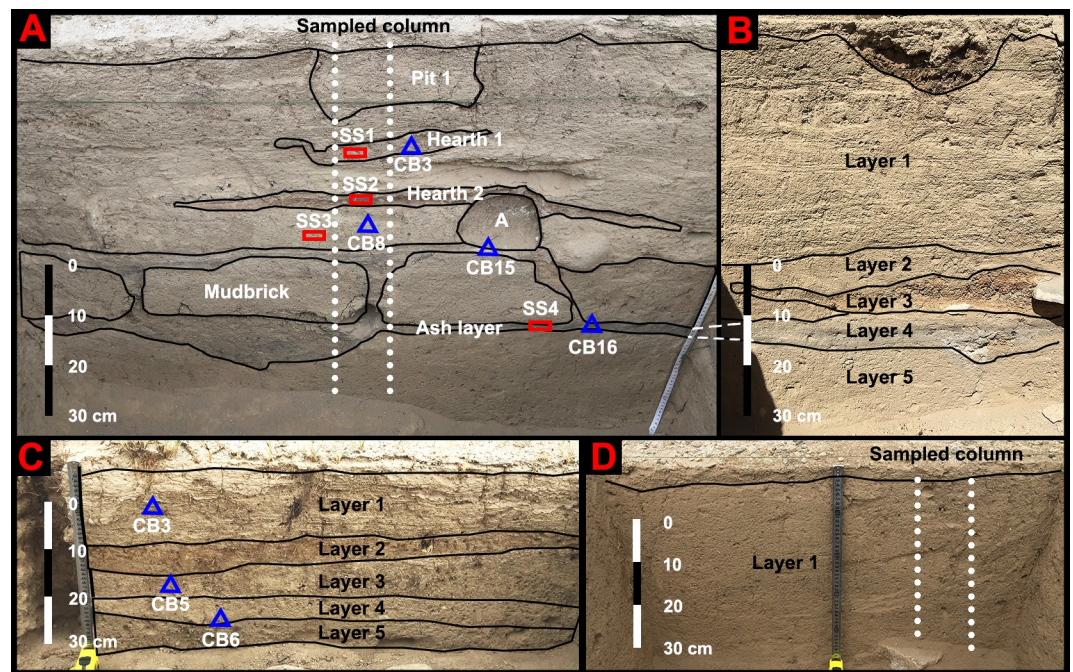 A
Sampled column
Pit 1
SS1
Hearth 1
CB3
SS2
Hearth 2
SS3
CB8
A
CB15
0
Mudbrick
10
Ash layer
SS4
CB16
20
30 cm
B
Layer 1
Layer 2
0
Layer 3
10
Layer 4
20
Layer 5
30 cm
C
0
CB3
Layer 1
10
Layer 2
Layer 3
CB5
20
Layer 4
CB6
Layer 5
30 cm
D
Sampled column
0
10
Layer 1
20
30 cm